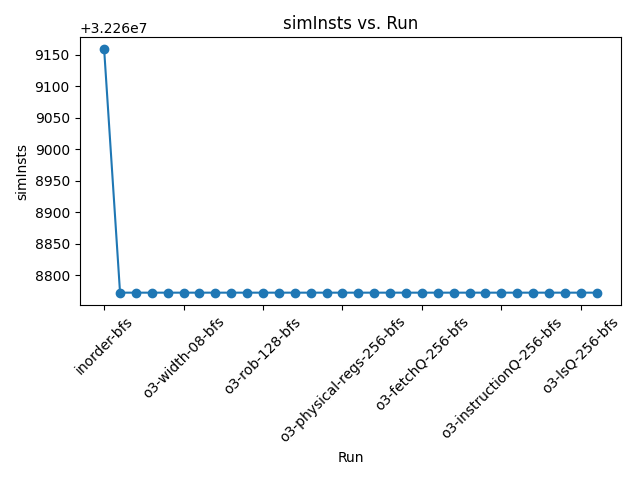 simInsts vs. Run
+3.226e7
9150
9100
9050
9000
8950
8900
8850
8800
simInsts
inorder-bfs
o3-width-08-bfs
o3-rob-128-bfs
o3-physical-regs-256-bfs
o3-fetchQ-256-bfs
o3-instructionQ-256-bfs
o3-lsQ-256-bfs
Run